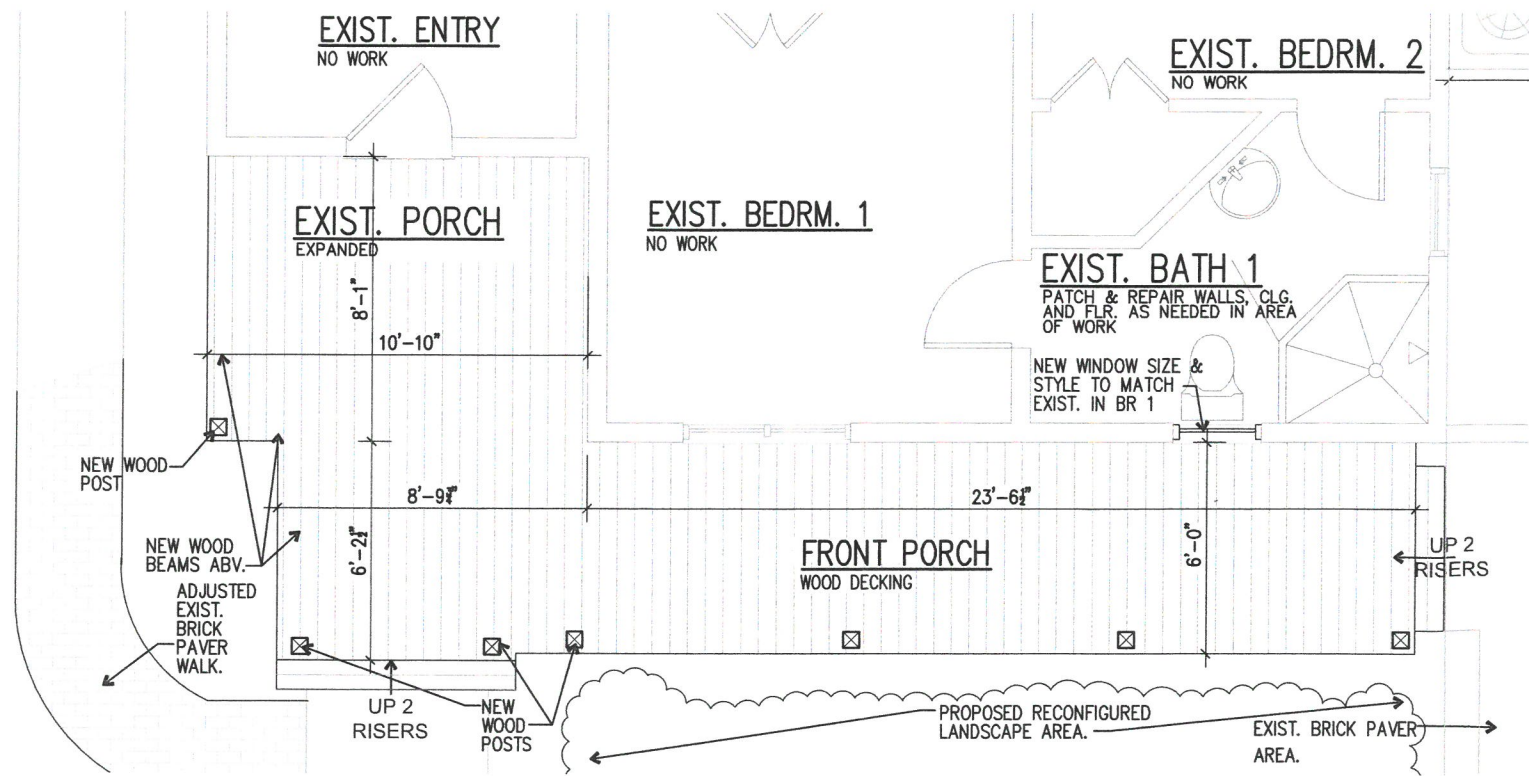 EXIST. ENTRY
NO WORK
EXIST. BEDRM. 2
NO WORK
EXIST. PORCH
EXPANDED
EXIST. BEDRM. 1
NO WORK
EXIST. BATH 1
PATCH & REPAIR WALLS, CLG.
AND FLR. AS NEEDED IN AREA
OF WORK
8'-1"
10'-10"
NEW WINDOW SIZE &
STYLE TO MATCH
EXIST. IN BR 1
NEW WOOD
POST
8'-9¾"
23'-6½"
NEW WOOD
BEAMS ABV.
6'-2½"
FRONT PORCH
WOOD DECKING
6'-0"
UP 2
RISERS
ADJUSTED
EXIST.
BRICK
PAVER
WALK.
UP 2
RISERS
NEW
WOOD
POSTS
PROPOSED RECONFIGURED
LANDSCAPE AREA.
EXIST. BRICK PAVER
AREA.